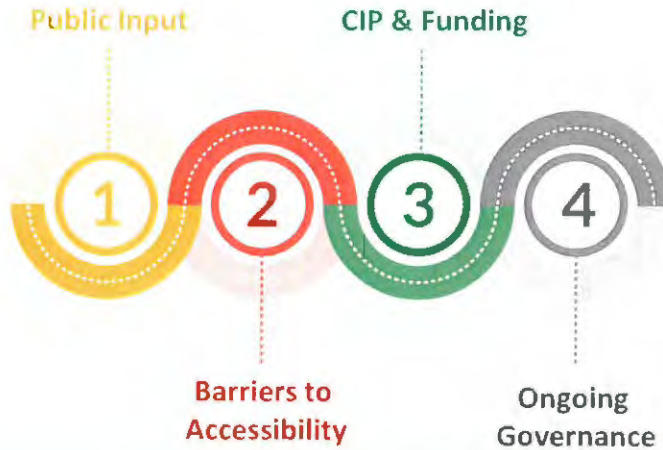 Public Input
CIP & Funding
1
2
3
4
Barriers to
Accessibility
Ongoing
Governance